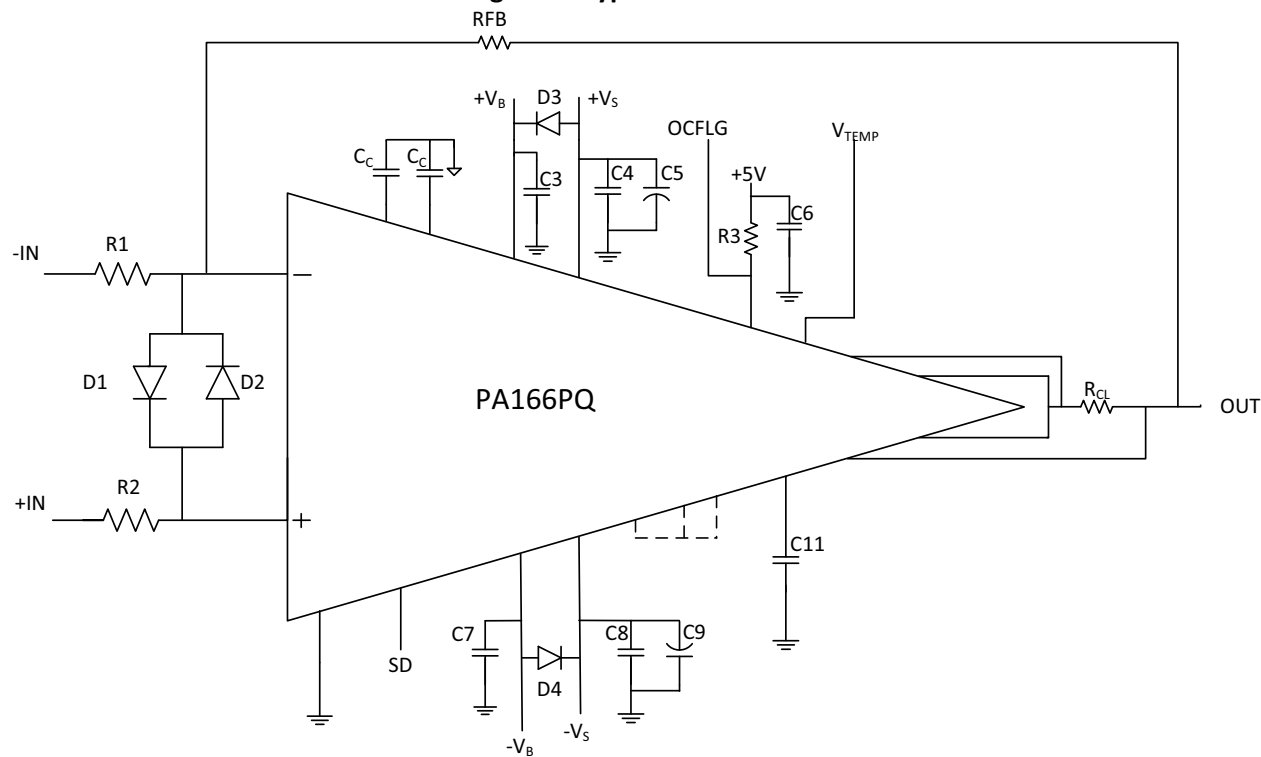 RFB
+VB
D3
+VS
OCFLG
VTEMP
CC
CC
C3
C4
C5
+5V
C6
R3
-IN
R1
−
D1
D2
PA166PQ
RCL
OUT
+IN
R2
+
C11
C7
C8
C9
SD
D4
-VB
-VS